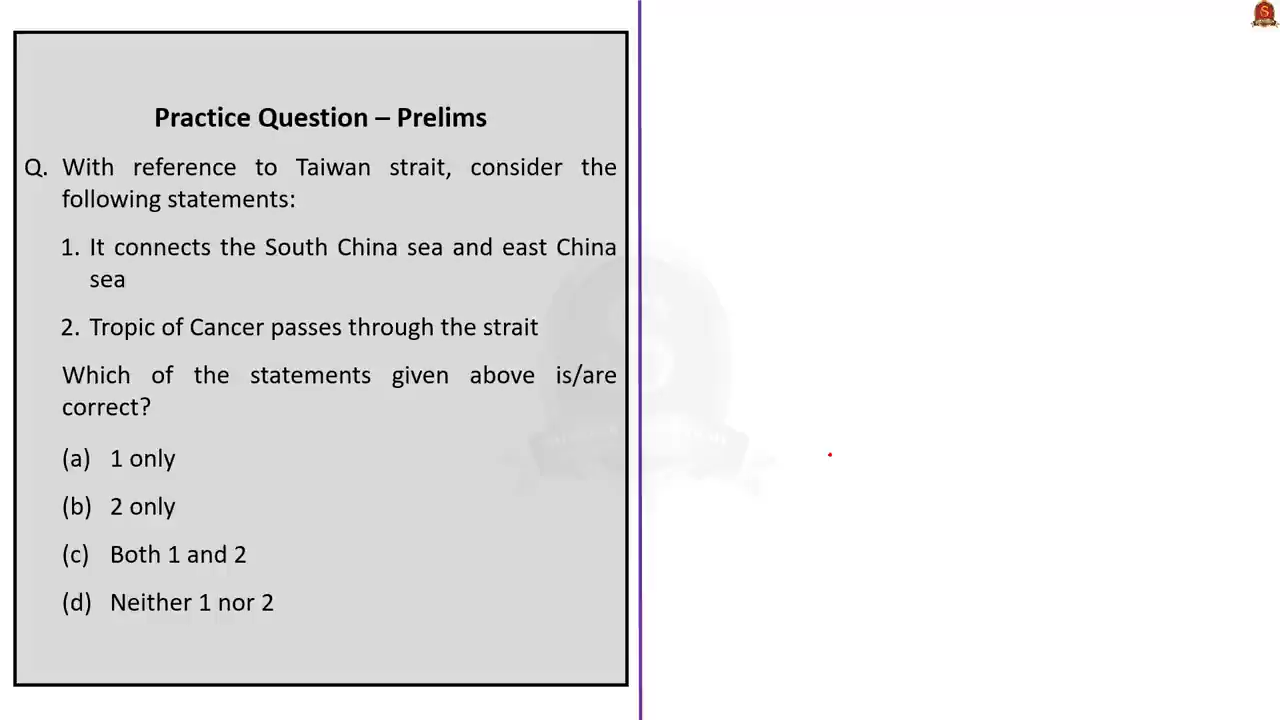 Practice Question – Prelims
Q. With reference to Taiwan strait, consider the
following statements:
1. It connects the South China sea and east China
sea
2. Tropic of Cancer passes through the strait
Which of the statements given above is/are
correct?
(a) 1 only
(b) 2 only
(c) Both 1 and 2
(d) Neither 1 nor 2